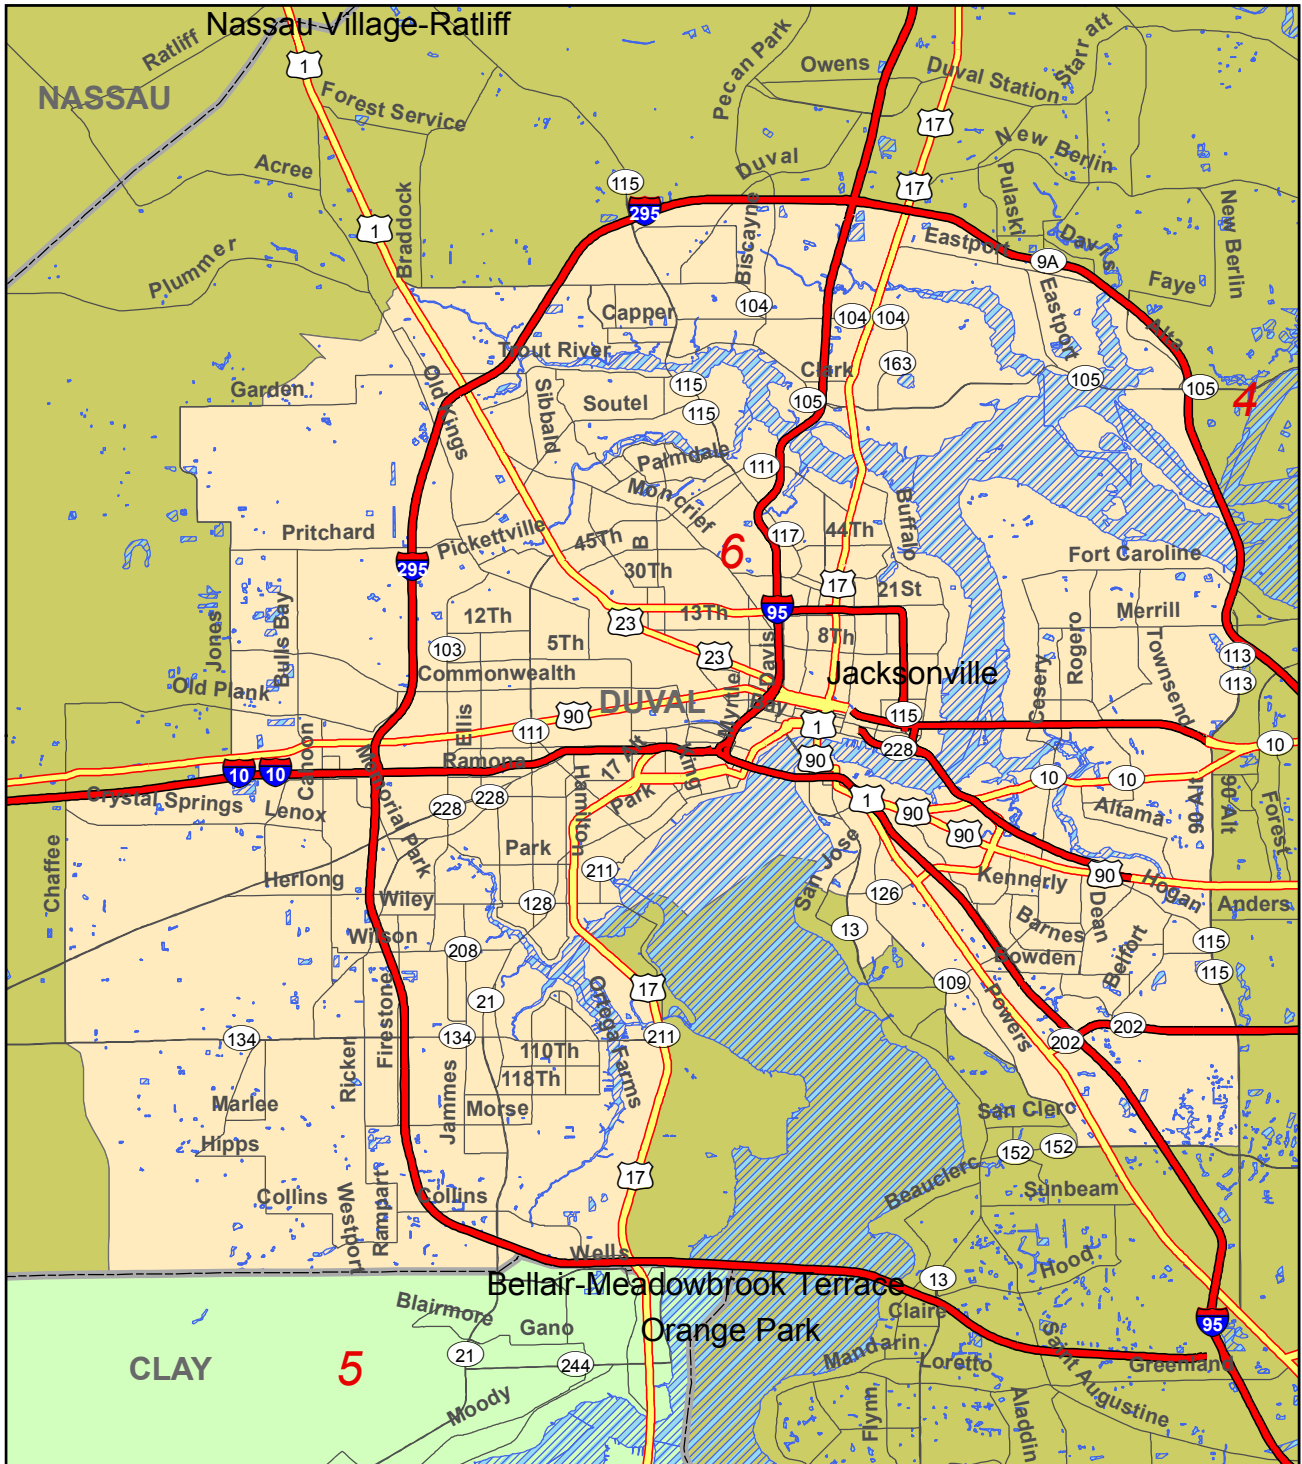 Nassau Village-Ratliff
Ratliff
1
NASSAU
Forest Service
Pecan Park
Owens
Duval Station
Starr att
17
New Berlin
Acree
Braddock
115
295
Duval
Biscayne
17
Pulaski
New Berlin
1
Plummer
Eastport
Davis
9A
Faye
Eastport
Alta
Capper
104
104
104
Trout River
Clark
163
105
105
4
Garden
Old Kings
Sibbald
Soutel
115
115
105
Palmdale
111
Moncrief
Buffalo
Pritchard
Pickettville
45Th
B
6
117
44Th
Fort Caroline
295
30Th
17
21St
12Th
23
13Th
95
Merrill
Jones
Bulls Bay
103
5Th
23
8Th
Davis
Rogero
Townsend
113
113
Commonwealth
Jacksonville
Old Plank
DUVAL
Myrtle
Bay
Cesery
Ellis
111
90
1
115
228
10
Cahoon
Ramona
17 Alt
King
90
10
10
10
10
Crystal Springs
Lenox
Memorial Park
228
228
Hamilton
Park
1
90
90
Altama
90 Alt
90 Alt
Forest
Chaffee
Park
San Jose
Herlong
211
Kennerly
90
Hogan
Wiley
128
126
Dean
Anders
Barnes
Wilson
208
13
Bowden
Belfort
115
115
Firestone
21
Ortega Farms
17
109
Powers
134
134
211
202
202
110Th
118Th
Ricker
Jammes
Marlee
Morse
San Clerc
Hipps
152
152
17
Beauclerc
Sunbeam
Collins
Westport
Rampart
Collins
Wells
Hood
Bellair-Meadowbrook Terrace
13
Blairmore
Gano
Orange Park
Claire
95
CLAY
5
21
244
Mandarin
Loretto
Saint Augustine
Greenland
Moody
Flynn
Aladdin